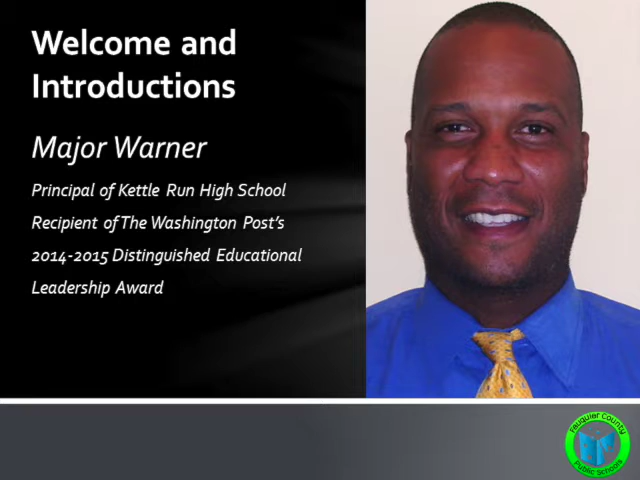 Welcome and
Introductions
Major Warner
Principal of Kettle Run High School
Recipient of The Washington Post's
2014-2015 Distinguished Educational
Leadership Award
Fauquier County
Public Schools